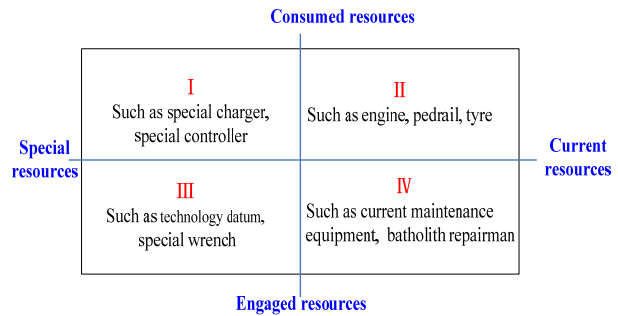 Consumed resources
I
Such as special charger,
special controller
II
Such as engine, pedrail, tyre
Special
resources
Current
resources
III
Such as technology datum,
special wrench
IV
Such as current maintenance
equipment, batholith repairman
Engaged resources